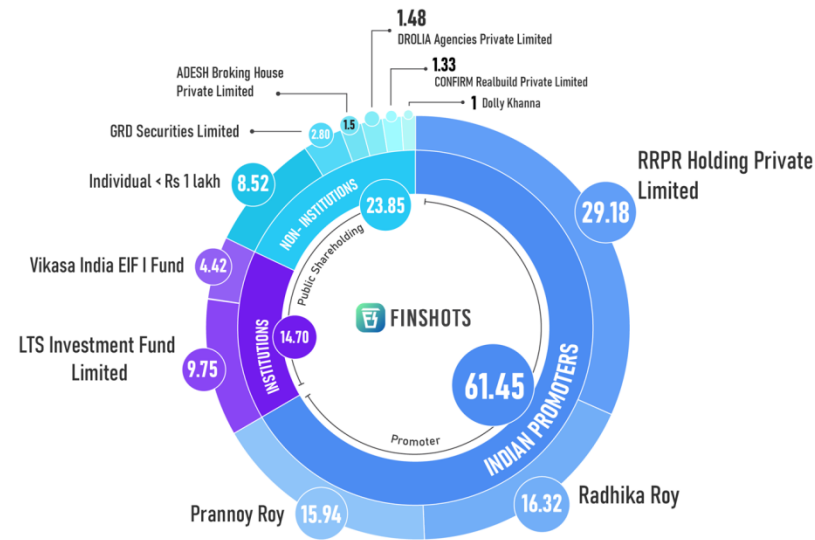 1.48
DROLIA Agencies Private Limited
1.33
CONFIRM Realbuild Private Limited
1 Dolly Khanna
ADESH Broking House
Private Limited
1.5
GRD Securities Limited
2.80
Individual < Rs 1 lakh
8.52
NON- INSTITUTIONS
23.85
RRPR Holding Private
Limited
29.18
Public Shareholding
Vikasa India EIF I Fund
4.42
FINSHOTS
INSTITUTIONS
14.70
LTS Investment Fund
Limited
9.75
61.45
INDIAN PROMOTERS
Promoter
Prannoy Roy
15.94
16.32
Radhika Roy